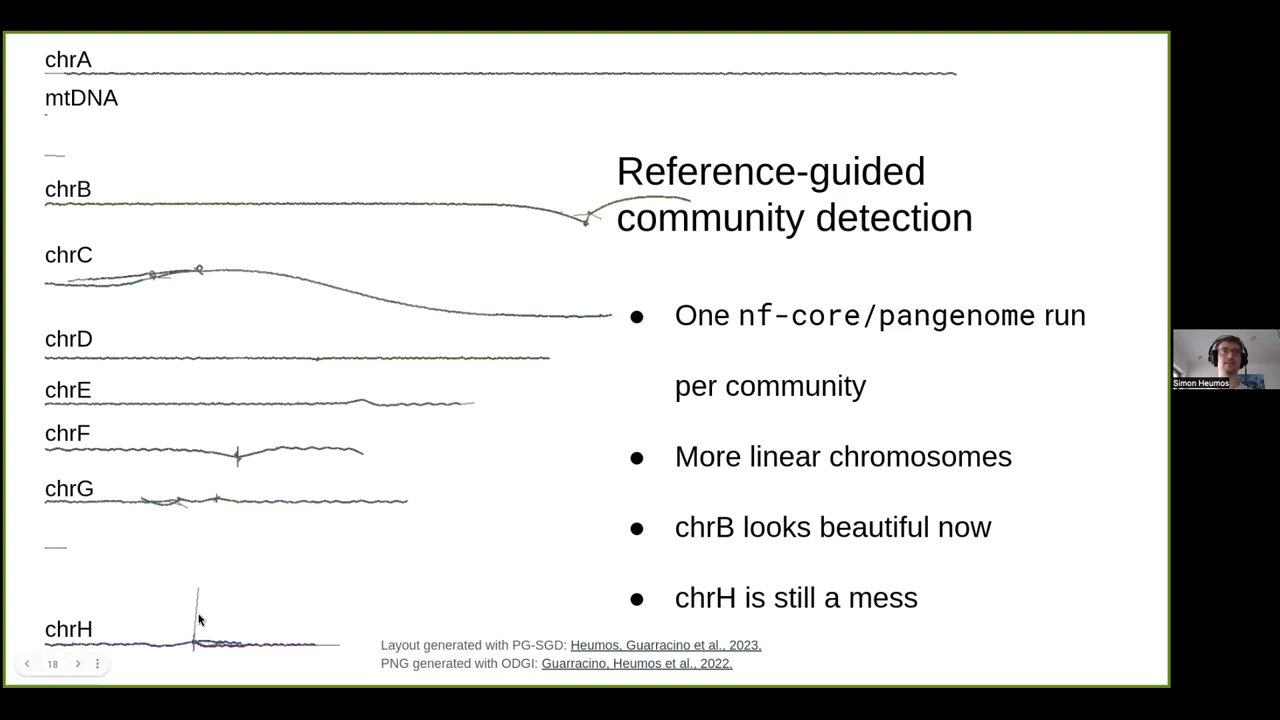 chrA
mtDNA
chrB
chrC
chrD
chrE
chrF
chrG
chrH
Reference-guided
community detection
● One nf-core/pangenome run
per community
● More linear chromosomes
● chrB looks beautiful now
● chrH is still a mess
Layout generated with PG-SGD: Heumos, Guarracino et al., 2023.
PNG generated with ODGI: Guarracino, Heumos et al., 2022.
18
Simon Heumos